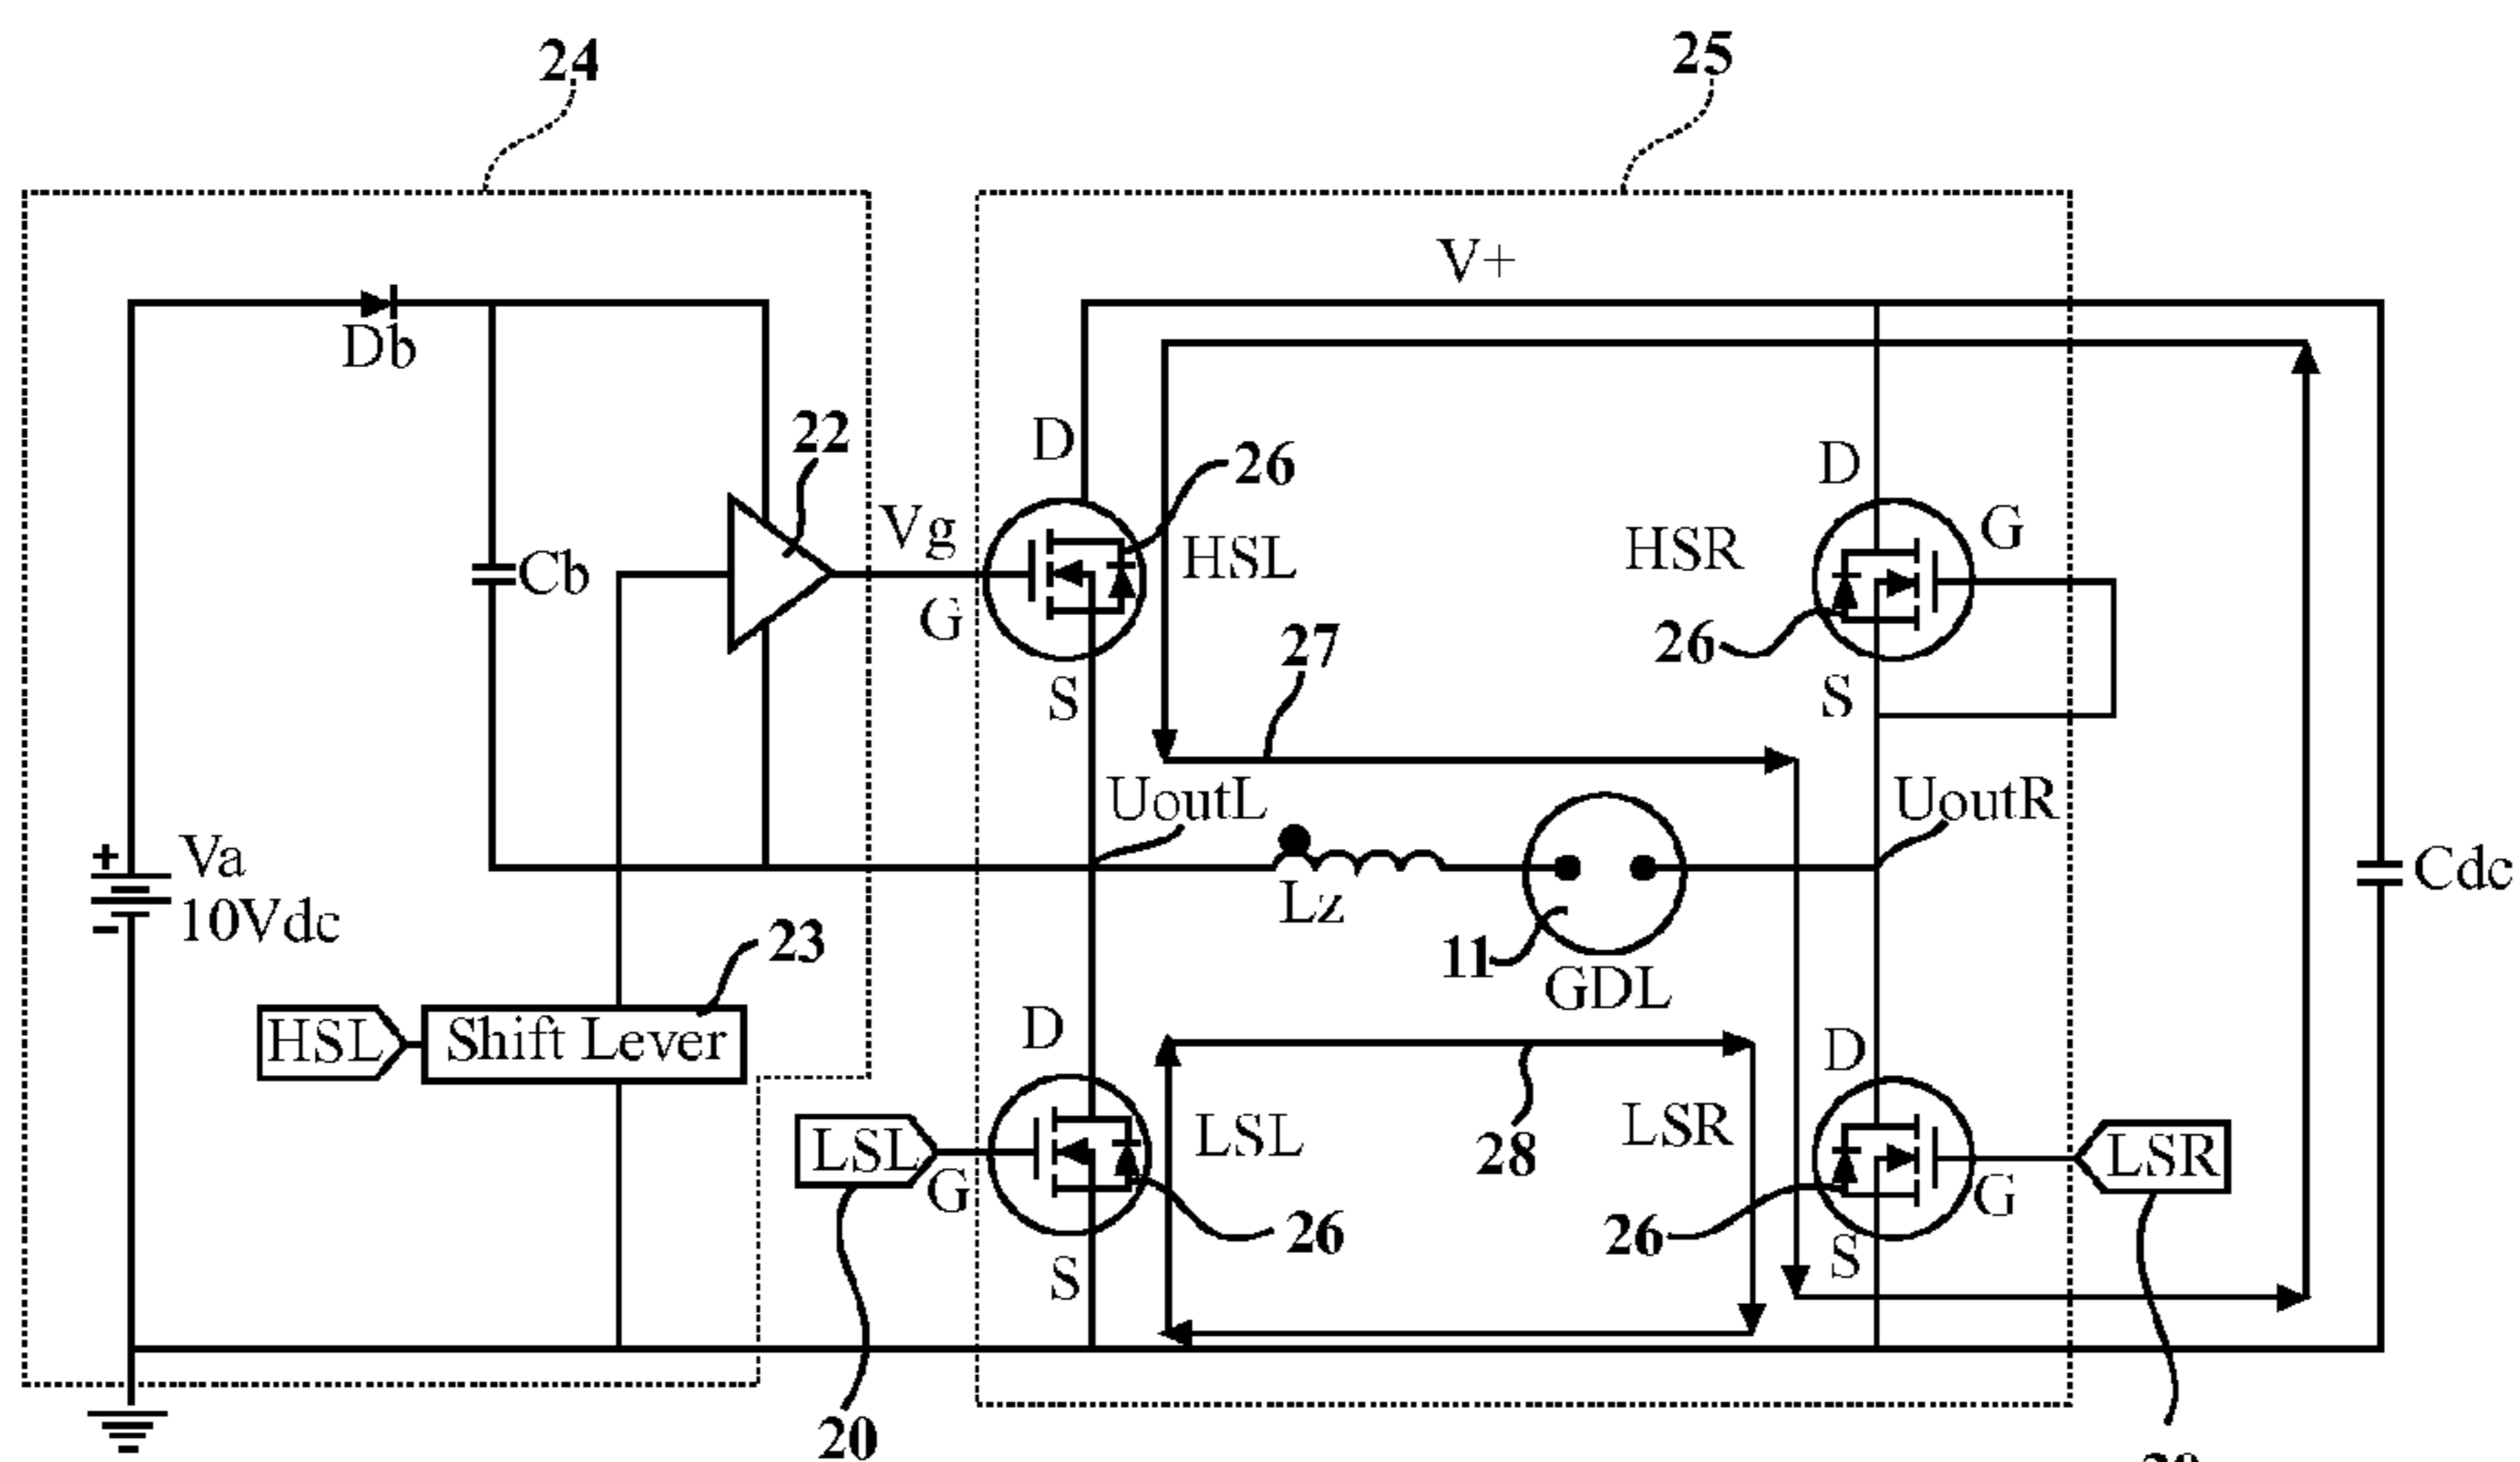 24
25
V+
Db
22
D
26
D
Vg
HSL
HSR
G
Cb
G
27
26
S
S
UoutL
UoutR
+
Va
10Vdc
-
Lz
11
GDL
Cdc
23
HSL
Shift Lever
D
D
LSL
G
LSL
28
LSR
LSR
G
26
26
S
S
20